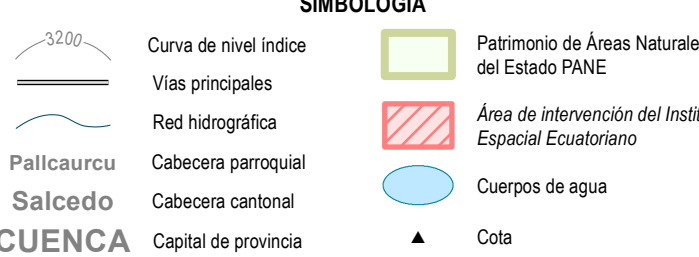 SIMBOLOGÍA
3200 Curva de nivel índice
Vías principales
Red hidrográfica
Pallcaurcu Cabecera parroquial
Salcedo Cabecera cantonal
CUENCA Capital de provincia
Patrimonio de Áreas Naturale
del Estado PANE
Área de intervención del Instit
Espacial Ecuatoriano
Cuerpos de agua
Cota